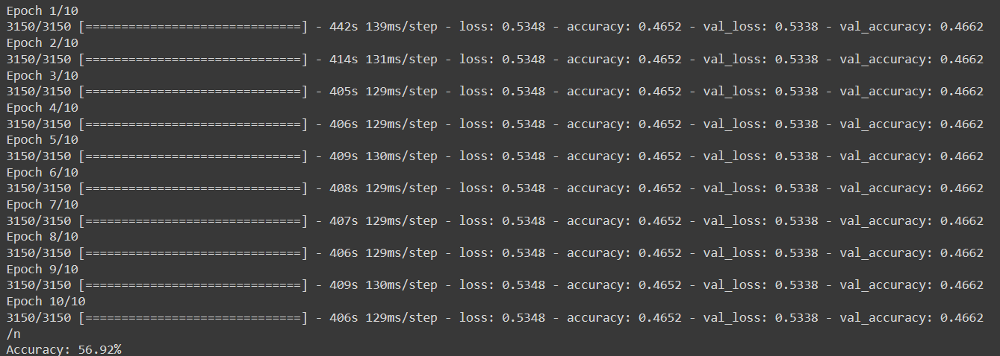 Epoch 1/10
3150/3150 [==============================] - 442s 139ms/step - loss: 0.5348 - accuracy: 0.4652 - val_loss: 0.5338 - val_accuracy: 0.4662
Epoch 2/10
3150/3150 [==============================] - 414s 131ms/step - loss: 0.5348 - accuracy: 0.4652 - val_loss: 0.5338 - val_accuracy: 0.4662
Epoch 3/10
3150/3150 [==============================] - 405s 129ms/step - loss: 0.5348 - accuracy: 0.4652 - val_loss: 0.5338 - val_accuracy: 0.4662
Epoch 4/10
3150/3150 [==============================] - 406s 129ms/step - loss: 0.5348 - accuracy: 0.4652 - val_loss: 0.5338 - val_accuracy: 0.4662
Epoch 5/10
3150/3150 [==============================] - 409s 130ms/step - loss: 0.5348 - accuracy: 0.4652 - val_loss: 0.5338 - val_accuracy: 0.4662
Epoch 6/10
3150/3150 [==============================] - 408s 129ms/step - loss: 0.5348 - accuracy: 0.4652 - val_loss: 0.5338 - val_accuracy: 0.4662
Epoch 7/10
3150/3150 [==============================] - 407s 129ms/step - loss: 0.5348 - accuracy: 0.4652 - val_loss: 0.5338 - val_accuracy: 0.4662
Epoch 8/10
3150/3150 [==============================] - 406s 129ms/step - loss: 0.5348 - accuracy: 0.4652 - val_loss: 0.5338 - val_accuracy: 0.4662
Epoch 9/10
3150/3150 [==============================] - 409s 130ms/step - loss: 0.5348 - accuracy: 0.4652 - val_loss: 0.5338 - val_accuracy: 0.4662
Epoch 10/10
3150/3150 [==============================] - 406s 129ms/step - loss: 0.5348 - accuracy: 0.4652 - val_loss: 0.5338 - val_accuracy: 0.4662
/n
Accuracy: 56.92%